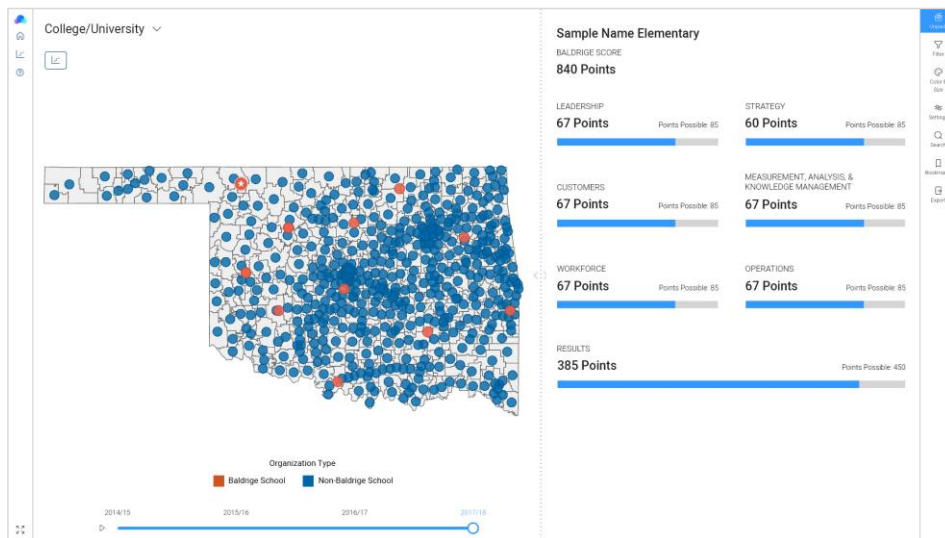 College/University
Sample Name Elementary
BALDRIGE SCORE
840 Points
LEADERSHIP
67 Points
Points Possible: 85
STRATEGY
60 Points
Points Possible: 85
CUSTOMERS
67 Points
Points Possible: 85
MEASUREMENT, ANALYSIS, &
KNOWLEDGE MANAGEMENT
67 Points
Points Possible: 85
WORKFORCE
67 Points
Points Possible: 85
OPERATIONS
67 Points
Points Possible: 85
RESULTS
385 Points
Points Possible: 450
Organization Type
Baldrige School
Non-Baldrige School
2014/15
2015/16
2016/17
2017/18
Filter
Size
Search
Export